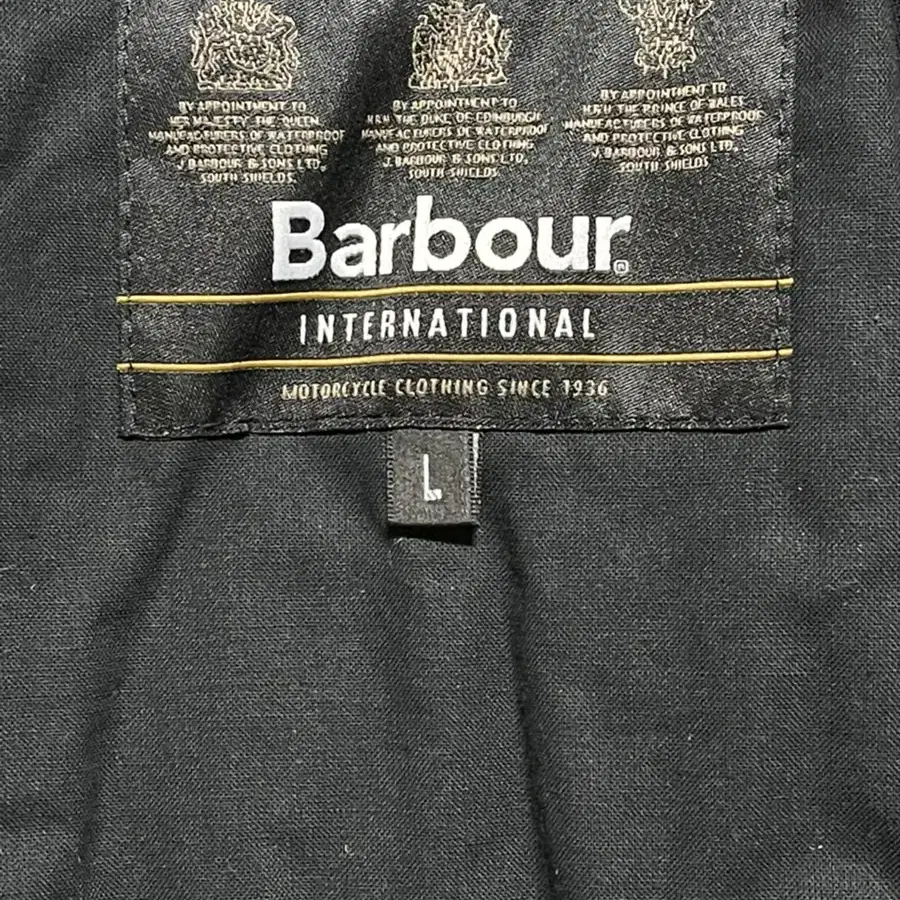 BY APPOINTMENT TO
HER MAJESTY THE QUEEN
MANUFACTURERS OF WATERPROOF
AND PROTECTIVE CLOTHING
J. BARBOUR & SONS LTD,
SOUTH SHIELDS
BY APPOINTMENT TO
H.R.H. THE DUKE OF EDINBURGH
MANUFACTURERS OF WATERPROOF
AND PROTECTIVE CLOTHING
J. BARBOUR & SONS LTD,
SOUTH SHIELDS
BY APPOINTMENT TO
H.R.H. THE PRINCE OF WALES
MANUFACTURERS OF WATERPROOF
AND PROTECTIVE CLOTHING
J. BARBOUR & SONS LTD,
SOUTH SHIELDS
Barbour®
INTERNATIONAL
MOTORCYCLE CLOTHING SINCE 1936
L